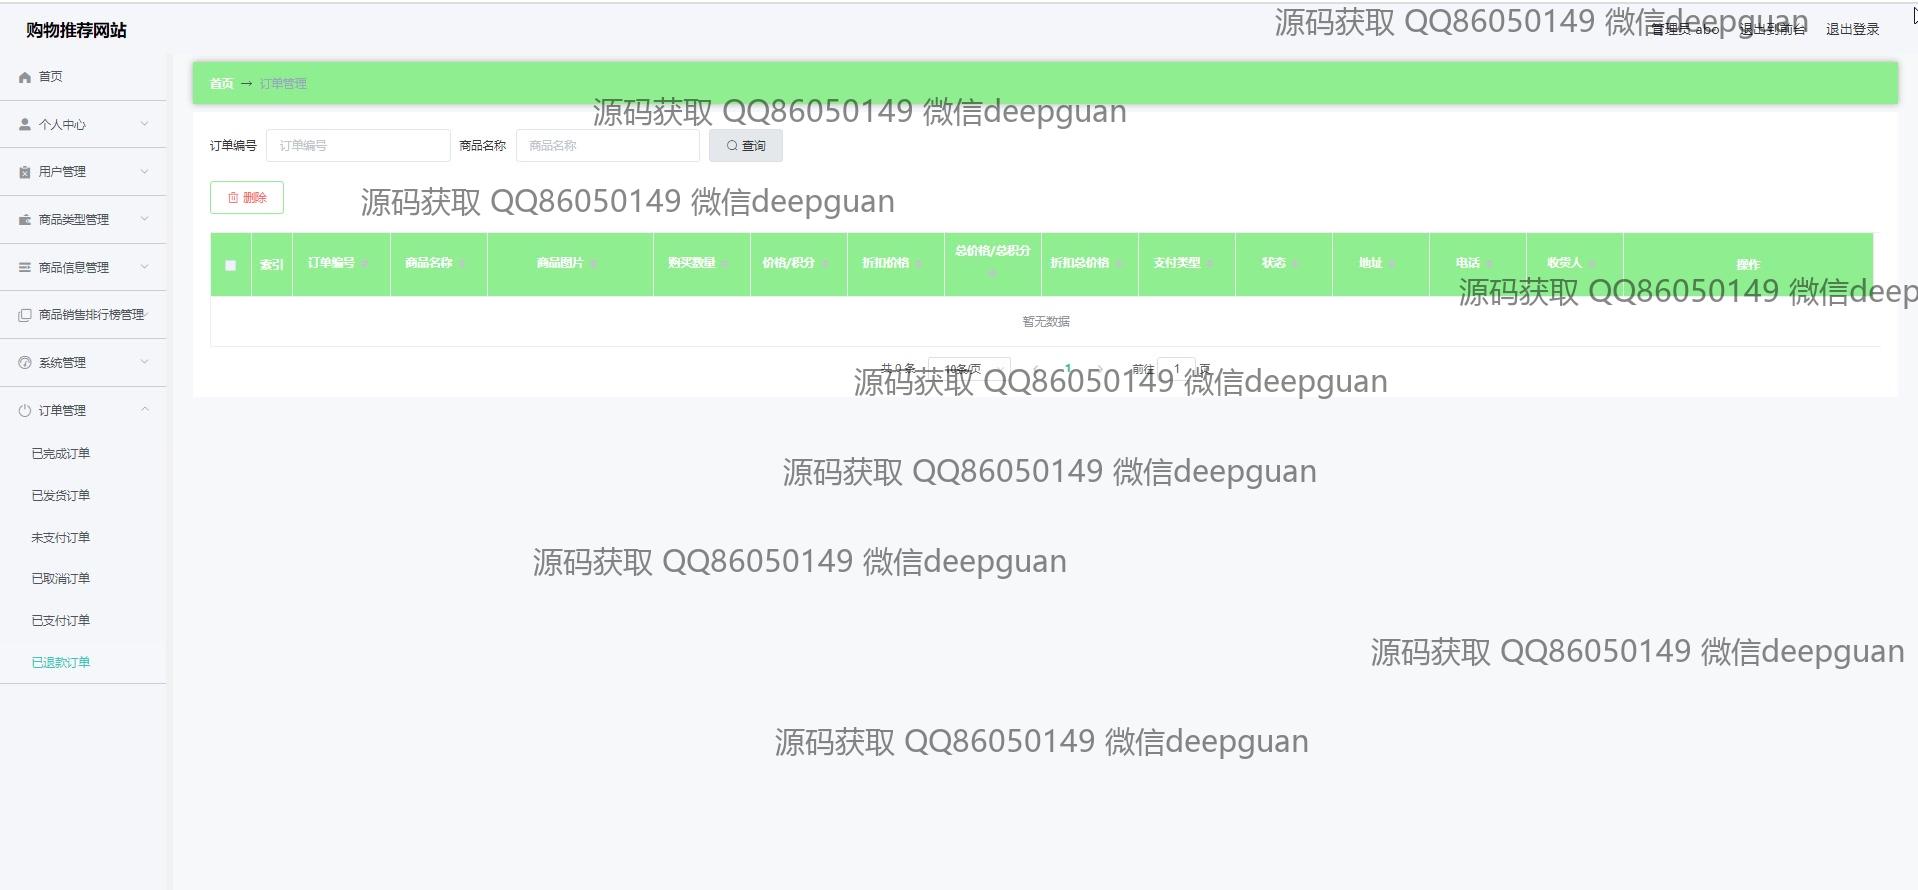 购物推荐网站
源码获取 QQ86050149 微信deepguan
管理员 abo 退出到前台 退出登录
首页
个人中心
用户管理
商品类型管理
商品信息管理
商品销售排行榜管理
系统管理
订单管理
已完成订单
已发货订单
未支付订单
已取消订单
已支付订单
已退款订单
首页 → 订单管理
源码获取 QQ86050149 微信deepguan
订单编号 订单编号 商品名称 商品名称 查询
删除
源码获取 QQ86050149 微信deepguan
索引 订单编号 商品名称 商品图片 购买数量 价格/积分 折扣价格 总价格/总积分 折扣总价格 支付类型 状态 地址 电话 收货人 操作
源码获取 QQ86050149 微信deep
暂无数据
共 0 条 10条/页 1 前往 1 页
源码获取 QQ86050149 微信deepguan
源码获取 QQ86050149 微信deepguan
源码获取 QQ86050149 微信deepguan
源码获取 QQ86050149 微信deepguan
源码获取 QQ86050149 微信deepguan